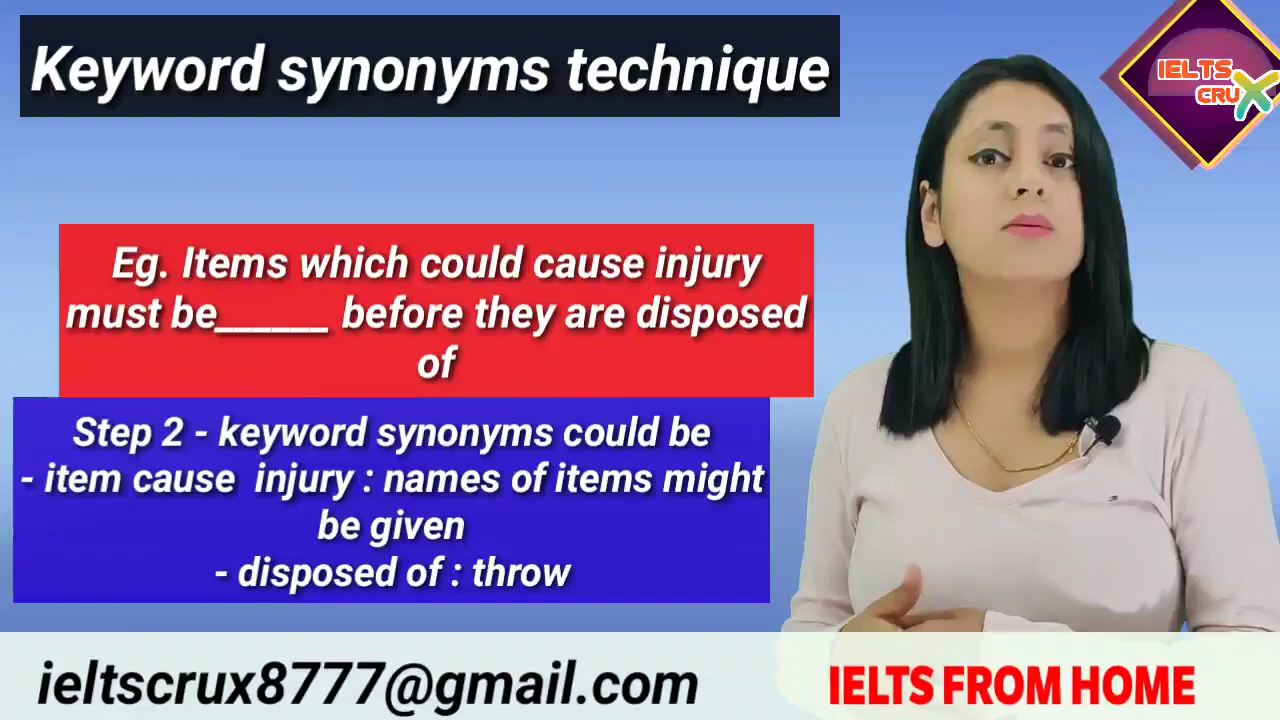 Keyword synonyms technique
IELTS
CRUX
Eg. Items which could cause injury
must be______ before they are disposed
of
Step 2 - keyword synonyms could be
- item cause injury : names of items might
be given
- disposed of : throw
ieltscrux8777@gmail.com
IELTS FROM HOME